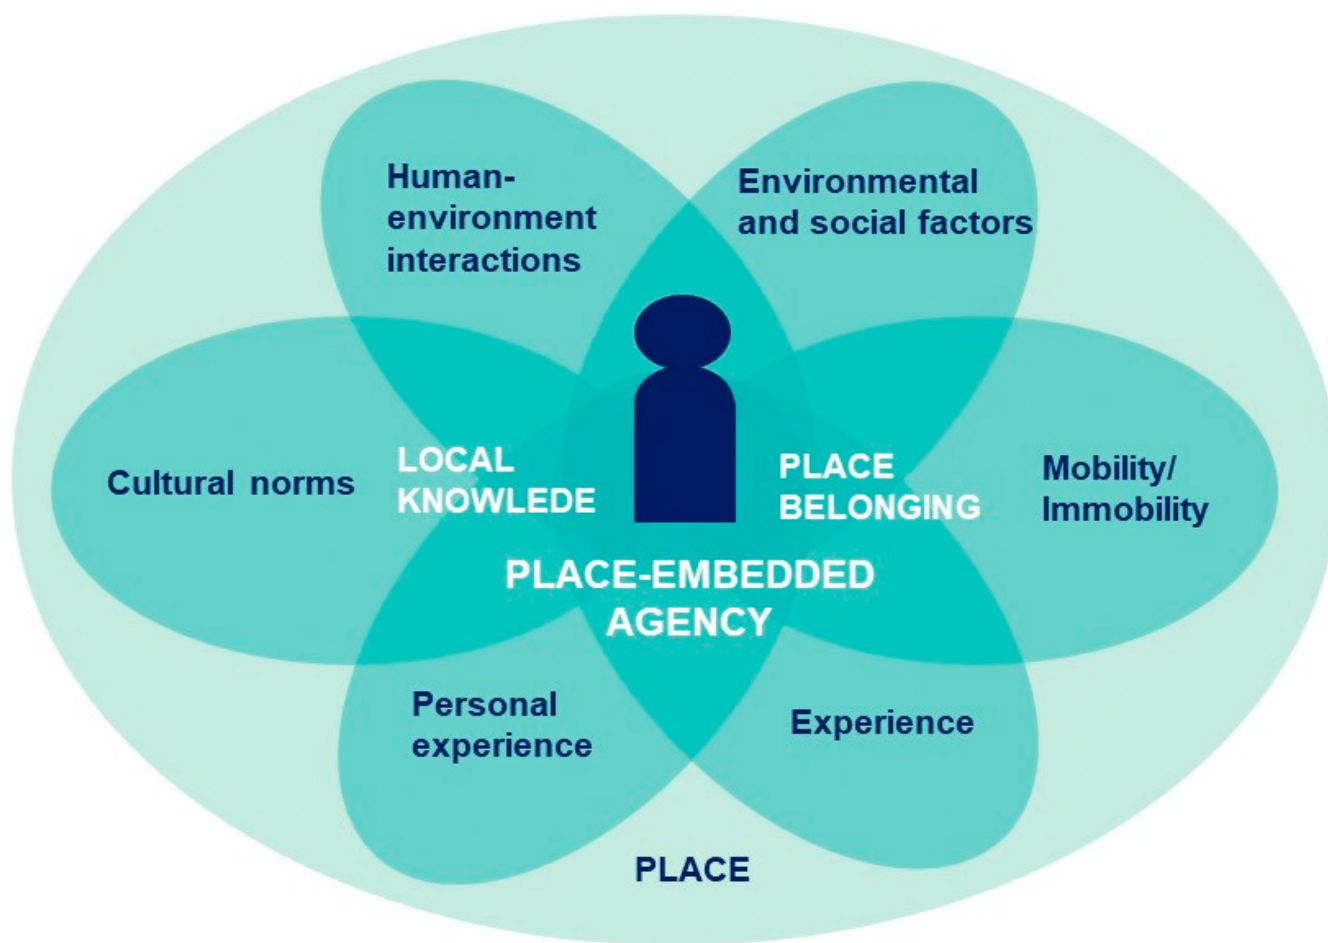 Human-
environment
interactions
Environmental
and social factors
Cultural norms
LOCAL
KNOWLEDE
PLACE
BELONGING
Mobility/
Immobility
PLACE-EMBEDDED
AGENCY
Personal
experience
Experience
PLACE